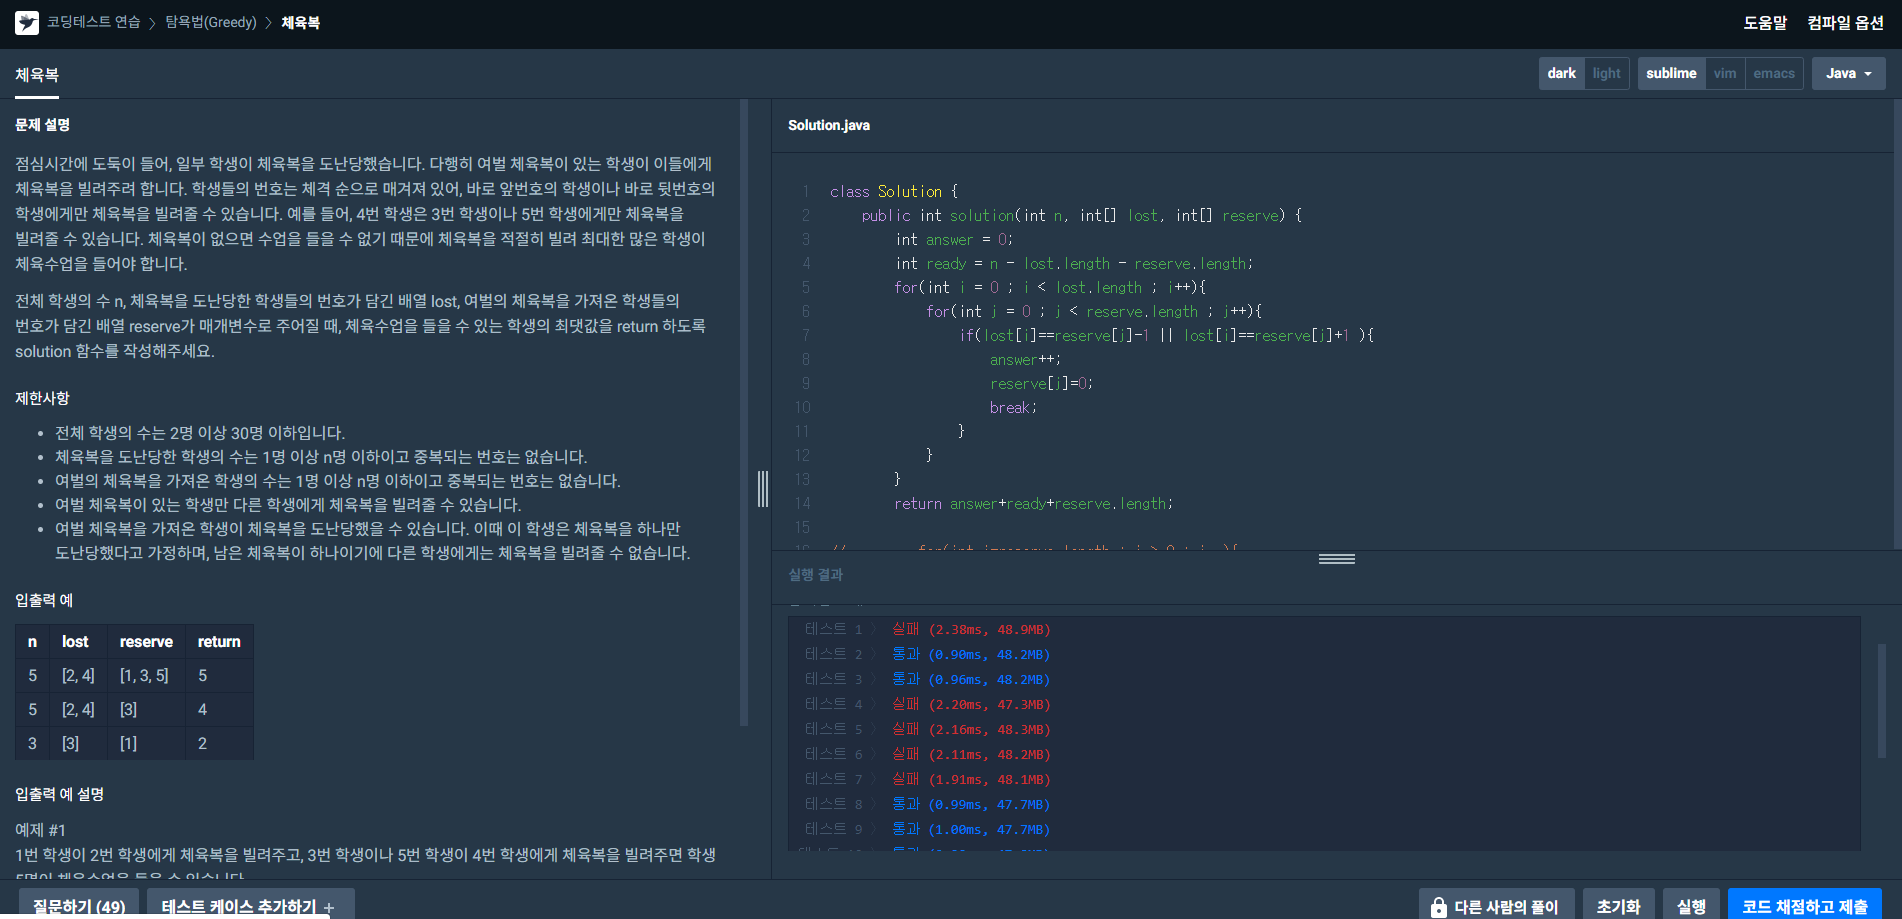 코딩테스트 연습 > 탐욕법(Greedy) > 체육복
도움말 컴파일 옵션
체육복
dark light sublime vim emacs Java
문제 설명
점심시간에 도둑이 들어, 일부 학생이 체육복을 도난당했습니다. 다행히 여벌 체육복이 있는 학생이 이들에게
체육복을 빌려주려 합니다. 학생들의 번호는 체격 순으로 매겨져 있어, 바로 앞번호의 학생이나 바로 뒷번호의
학생에게만 체육복을 빌려줄 수 있습니다. 예를 들어, 4번 학생은 3번 학생이나 5번 학생에게만 체육복을
빌려줄 수 있습니다. 체육복이 없으면 수업을 들을 수 없기 때문에 체육복을 적절히 빌려 최대한 많은 학생이
체육수업을 들어야 합니다.
전체 학생의 수 n, 체육복을 도난당한 학생들의 번호가 담긴 배열 lost, 여벌의 체육복을 가져온 학생들의
번호가 담긴 배열 reserve가 매개변수로 주어질 때, 체육수업을 들을 수 있는 학생의 최댓값을 return 하도록
solution 함수를 작성해주세요.
제한사항
• 전체 학생의 수는 2명 이상 30명 이하입니다.
• 체육복을 도난당한 학생의 수는 1명 이상 n명 이하이고 중복되는 번호는 없습니다.
• 여벌의 체육복을 가져온 학생의 수는 1명 이상 n명 이하이고 중복되는 번호는 없습니다.
• 여벌 체육복이 있는 학생만 다른 학생에게 체육복을 빌려줄 수 있습니다.
• 여벌 체육복을 가져온 학생이 체육복을 도난당했을 수 있습니다. 이때 이 학생은 체육복을 하나만
도난당했다고 가정하며, 남은 체육복이 하나이기에 다른 학생에게는 체육복을 빌려줄 수 없습니다.
입출력 예
n lost reserve return
5 [2, 4] [1, 3, 5] 5
5 [2, 4] [3] 4
3 [3] [1] 2
입출력 예 설명
예제 #1
1번 학생이 2번 학생에게 체육복을 빌려주고, 3번 학생이나 5번 학생이 4번 학생에게 체육복을 빌려주면 학생
5명이 체육수업을 들을 수 있습니다.
질문하기 (49) 테스트 케이스 추가하기 +
Solution.java
1 class Solution {
2 public int solution(int n, int[] lost, int[] reserve) {
3 int answer = 0;
4 int ready = n - lost.length - reserve.length;
5 for(int i = 0 ; i < lost.length ; i++){
6 for(int j = 0 ; j < reserve.length ; j++){
7 if(lost[i]==reserve[j]-1 || lost[i]==reserve[j]+1 ){
8 answer++;
9 reserve[j]=0;
10 break;
11 }
12 }
13 }
14 return answer+ready+reserve.length;
15
실행 결과
테스트 1 〉 실패 (2.38ms, 48.9MB)
테스트 2 〉 통과 (0.90ms, 48.2MB)
테스트 3 〉 통과 (0.96ms, 48.2MB)
테스트 4 〉 실패 (2.20ms, 47.3MB)
테스트 5 〉 실패 (2.16ms, 48.3MB)
테스트 6 〉 실패 (2.11ms, 48.2MB)
테스트 7 〉 실패 (1.91ms, 48.1MB)
테스트 8 〉 통과 (0.99ms, 47.7MB)
테스트 9 〉 통과 (1.00ms, 47.7MB)
다른 사람의 풀이 초기화 실행 코드 채점하고 제출